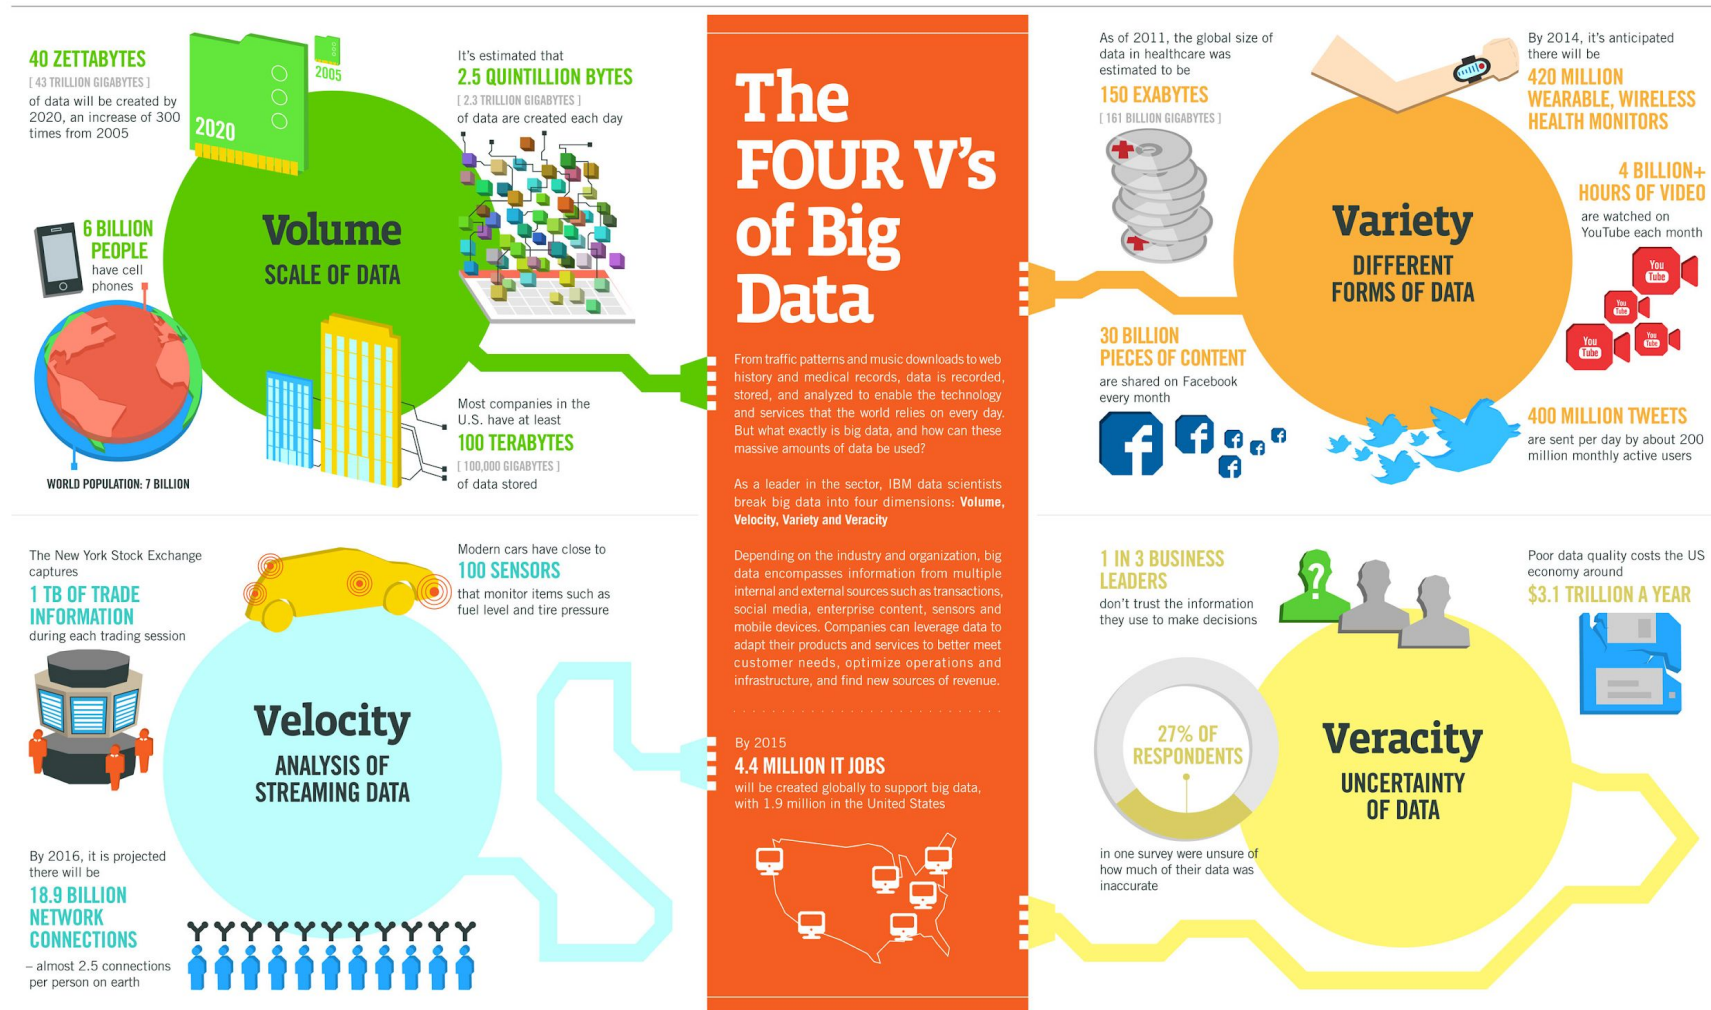 40 ZETTABYTES
[ 43 TRILLION GIGABYTES ]
of data will be created by
2020, an increase of 300
times from 2005
2020
2005
It's estimated that
2.5 QUINTILLION BYTES
[ 2.3 TRILLION GIGABYTES ]
of data are created each day
6 BILLION
PEOPLE
have cell
phones
WORLD POPULATION: 7 BILLION
Volume
SCALE OF DATA
Most companies in the
U.S. have at least
100 TERABYTES
[ 100,000 GIGABYTES ]
of data stored
The New York Stock Exchange
captures
1 TB OF TRADE
INFORMATION
during each trading session
Modern cars have close to
100 SENSORS
that monitor items such as
fuel level and tire pressure
Velocity
ANALYSIS OF
STREAMING DATA
By 2016, it is projected
there will be
18.9 BILLION
NETWORK
CONNECTIONS
– almost 2.5 connections
per person on earth
The
FOUR V's
of Big
Data
From traffic patterns and music downloads to web
history and medical records, data is recorded,
stored, and analyzed to enable the technology
and services that the world relies on every day.
But what exactly is big data, and how can these
massive amounts of data be used?
As a leader in the sector, IBM data scientists
break big data into four dimensions: Volume,
Velocity, Variety and Veracity
Depending on the industry and organization, big
data encompasses information from multiple
internal and external sources such as transactions,
social media, enterprise content, sensors and
mobile devices. Companies can leverage data to
adapt their products and services to better meet
customer needs, optimize operations and
infrastructure, and find new sources of revenue.
By 2015
4.4 MILLION IT JOBS
will be created globally to support big data,
with 1.9 million in the United States
As of 2011, the global size of
data in healthcare was
estimated to be
150 EXABYTES
[ 161 BILLION GIGABYTES ]
By 2014, it's anticipated
there will be
420 MILLION
WEARABLE, WIRELESS
HEALTH MONITORS
4 BILLION+
HOURS OF VIDEO
are watched on
YouTube each month
You
Tube
You
Tube
You
Tube
You
Tube
Variety
DIFFERENT
FORMS OF DATA
30 BILLION
PIECES OF CONTENT
are shared on Facebook
every month
400 MILLION TWEETS
are sent per day by about 200
million monthly active users
1 IN 3 BUSINESS
LEADERS
don't trust the information
they use to make decisions
?
Poor data quality costs the US
economy around
$3.1 TRILLION A YEAR
27% OF
RESPONDENTS
in one survey were unsure of
how much of their data was
inaccurate
Veracity
UNCERTAINTY
OF DATA